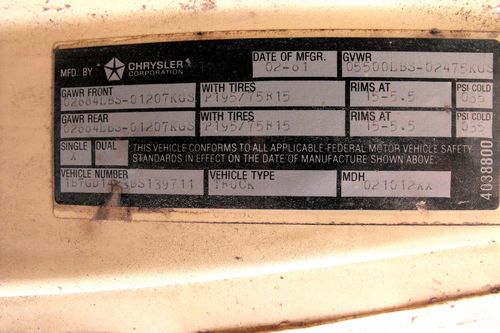 MFD. BY CHRYSLER CORPORATION
DATE OF MFGR. 02-81
GVWR 05500LBS-02475KGS
GAWR FRONT 02684LBS-01207KGS
WITH TIRES P195/75R15
RIMS AT 15-5.5
PSI COLD 035
GAWR REAR 02684LBS-01207KGS
WITH TIRES P195/75R15
RIMS AT 15-5.5
PSI COLD 035
SINGLE X DUAL
THIS VEHICLE CONFORMS TO ALL APPLICABLE FEDERAL MOTOR VEHICLE SAFETY
STANDARDS IN EFFECT ON THE DATE OF MANUFACTURE SHOWN ABOVE.
VEHICLE NUMBER
VEHICLE TYPE TRUCK
MDH 021012XX
4038800